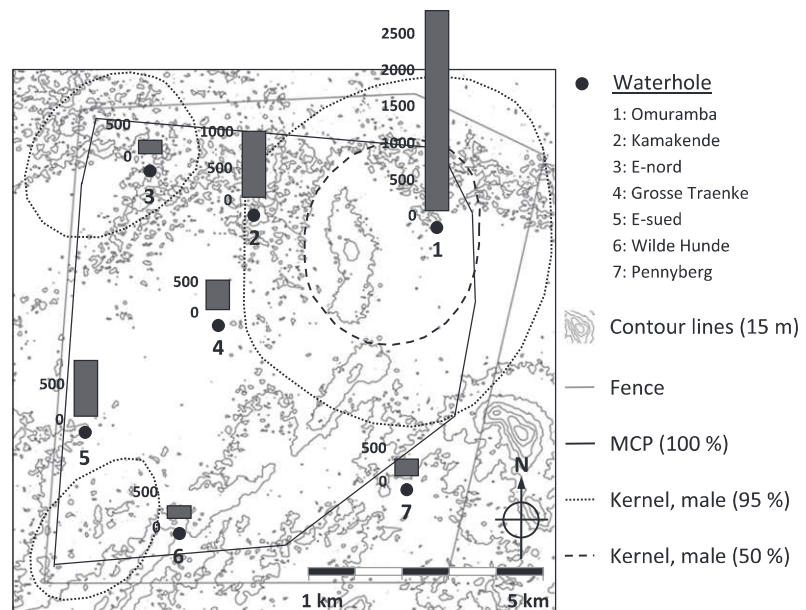 2500
2000
1500
1000
500
0
1
1000
500
0
2
500
0
3
500
0
4
500
0
5
500
0
6
500
0
7
N
1 km
5 km
Waterhole
1: Omuramba
2: Kamakende
3: E-nord
4: Grosse Traenke
5: E-sued
6: Wilde Hunde
7: Pennyberg
Contour lines (15 m)
Fence
MCP (100 %)
Kernel, male (95 %)
Kernel, male (50 %)